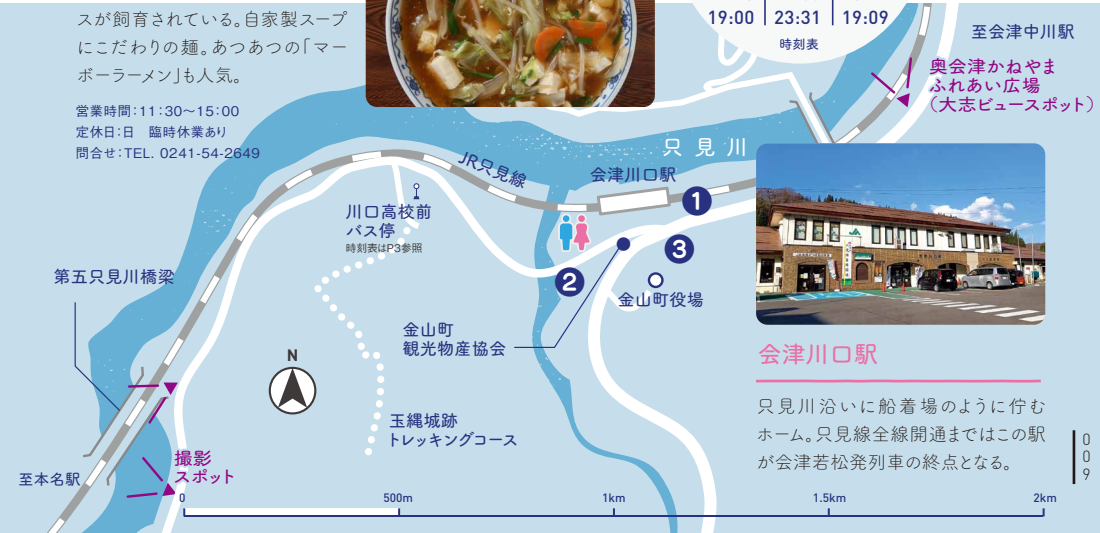 スが飼育されている。自家製スープ
にこだわりの麺。あつあつの「マー
ボーラーメン」も人気。
営業時間：11：30〜15：00
定休日：日　臨時休業あり
問合せ：TEL. 0241-54-2649
19:00 23:31 19:09
時刻表
至会津中川駅
奥会津かねやま
ふれあい広場
（大志ビュースポット）
只見川
JR只見線
会津川口駅
1
川口高校前
バス停
時刻表はP3参照
3
2
金山町役場
第五只見川橋梁
金山町
観光物産協会
N
玉縄城跡
トレッキングコース
撮影
スポット
至本名駅
会津川口駅
只見川沿いに船着場のように佇む
ホーム。只見線全線開通まではこの駅
が会津若松発列車の終点となる。
009
0 500m 1km 1.5km 2km